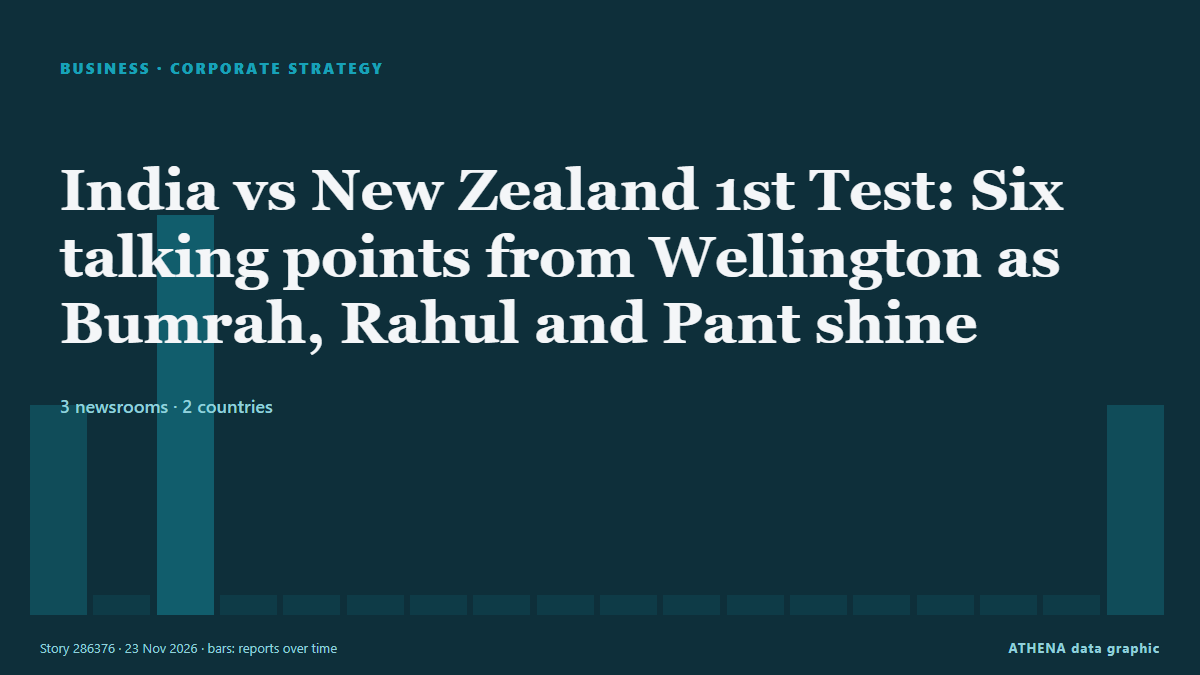 BUSINESS · CORPORATE STRATEGY
India vs New Zealand 1st Test: Six
talking points from Wellington as
Bumrah, Rahul and Pant shine
3 newsrooms · 2 countries
Story 286376 · 23 Nov 2026 · bars: reports over time
ATHENA data graphic